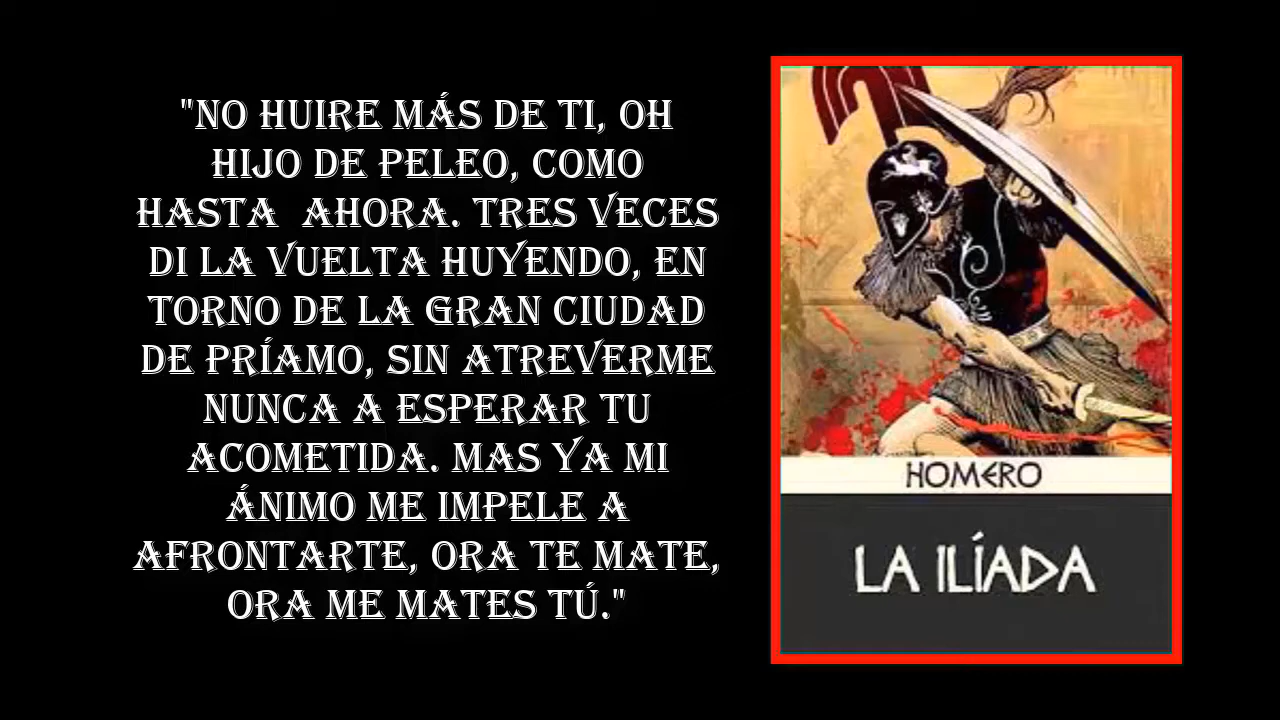 "NO HUIRE MÁS DE TI, OH
HIJO DE PELEO, COMO
HASTA  AHORA. TRES VECES
DI LA VUELTA HUYENDO, EN
TORNO DE LA GRAN CIUDAD
DE PRÍAMO, SIN ATREVERME
NUNCA A ESPERAR TU
ACOMETIDA. MAS YA MI
ÁNIMO ME IMPELE A
AFRONTARTE, ORA TE MATE,
ORA ME MATES TÚ."
HOMERO
LA ILÍADA